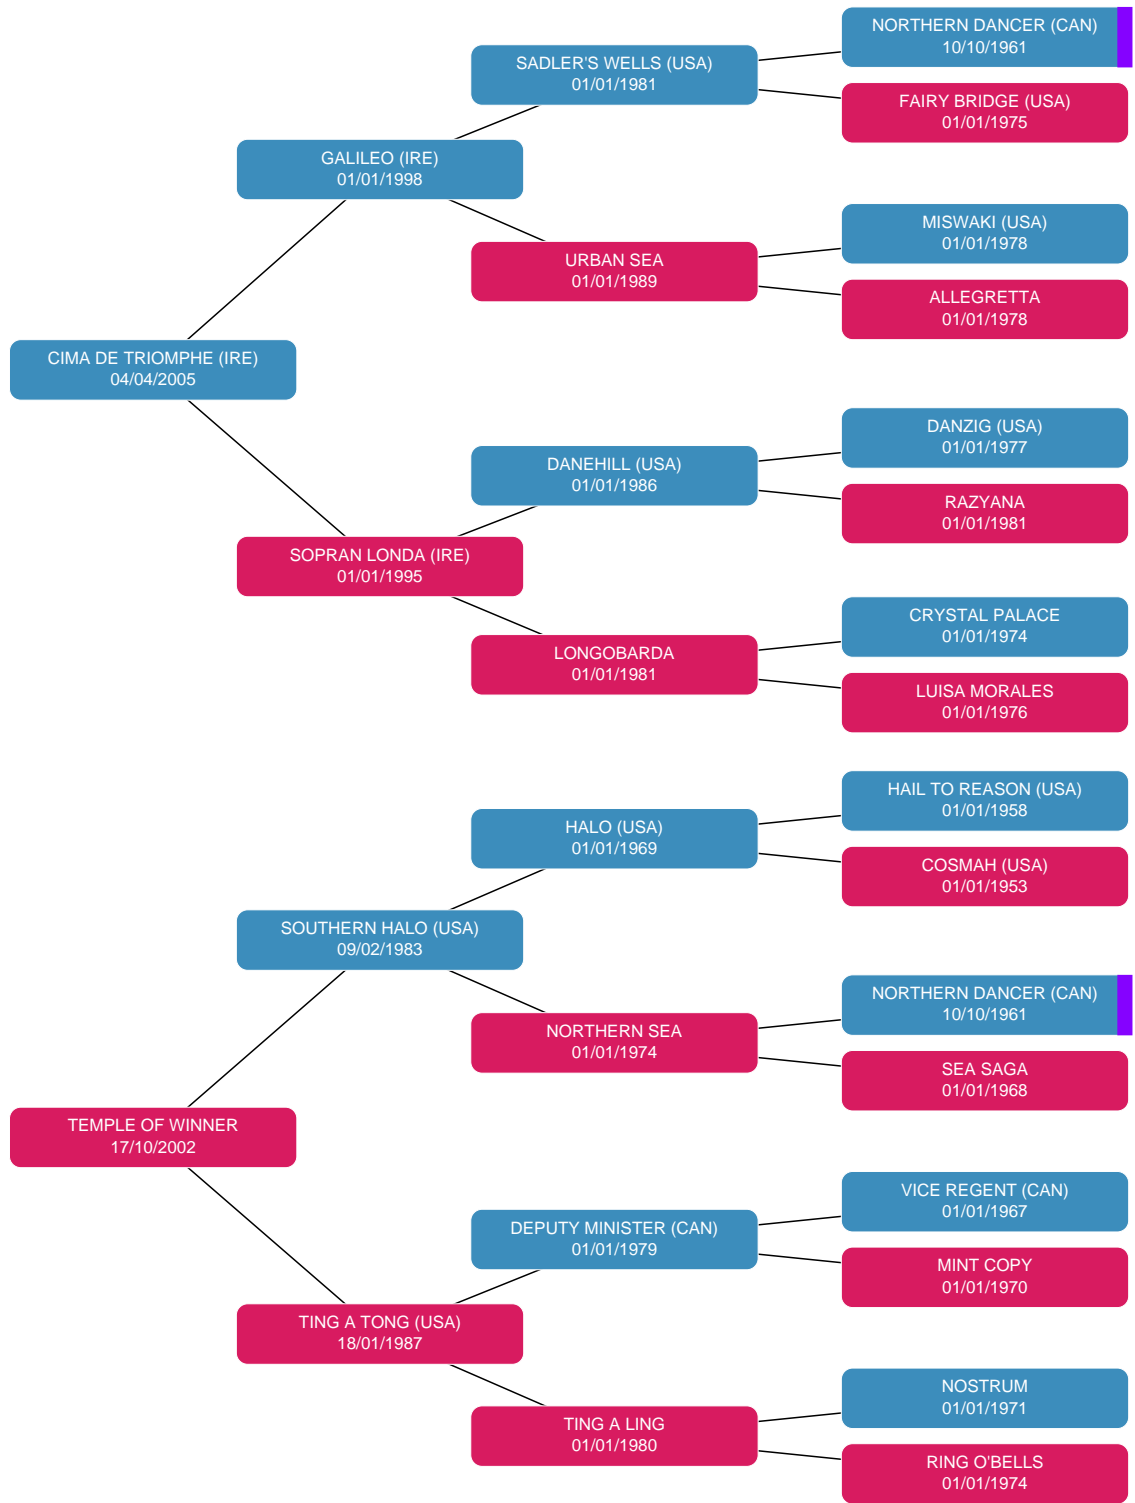 NORTHERN DANCER (CAN)
10/10/1961
SADLER'S WELLS (USA)
01/01/1981
FAIRY BRIDGE (USA)
01/01/1975
GALILEO (IRE)
01/01/1998
MISWAKI (USA)
01/01/1978
URBAN SEA
01/01/1989
ALLEGRETTA
01/01/1978
CIMA DE TRIOMPHE (IRE)
04/04/2005
DANZIG (USA)
01/01/1977
DANEHILL (USA)
01/01/1986
RAZYANA
01/01/1981
SOPRAN LONDA (IRE)
01/01/1995
CRYSTAL PALACE
01/01/1974
LONGOBARDA
01/01/1981
LUISA MORALES
01/01/1976
HAIL TO REASON (USA)
01/01/1958
HALO (USA)
01/01/1969
COSMAH (USA)
01/01/1953
SOUTHERN HALO (USA)
09/02/1983
NORTHERN DANCER (CAN)
10/10/1961
NORTHERN SEA
01/01/1974
SEA SAGA
01/01/1968
TEMPLE OF WINNER
17/10/2002
VICE REGENT (CAN)
01/01/1967
DEPUTY MINISTER (CAN)
01/01/1979
MINT COPY
01/01/1970
TING A TONG (USA)
18/01/1987
NOSTRUM
01/01/1971
TING A LING
01/01/1980
RING O'BELLS
01/01/1974